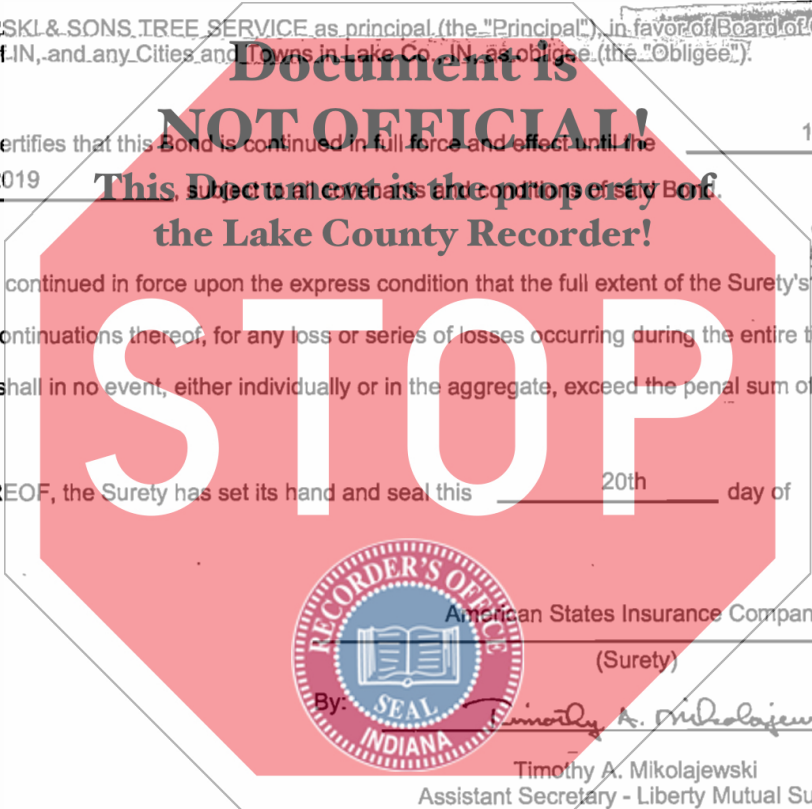 SKI & SONS TREE SERVICE as principal (the "Principal"), in favor of Board of
IN, and any Cities and Towns in Lake Co., IN, as obligee (the "Obligee").
Document is
NOT OFFICIAL!
ertifies that this Bond is continued in full force and effect until the 1
019 , subject to all covenants and conditions of said Bond.
This Document is the property of
the Lake County Recorder!
continued in force upon the express condition that the full extent of the Surety's
ontinuations thereof, for any loss or series of losses occurring during the entire t
shall in no event, either individually or in the aggregate, exceed the penal sum of
STOP
EOF, the Surety has set its hand and seal this 20th day of
RECORDER'S OFFICE
SEAL
INDIANA
American States Insurance Compan
(Surety)
By: Timothy A. Mikolajew
Timothy A. Mikolajewski
Assistant Secretary - Liberty Mutual Su